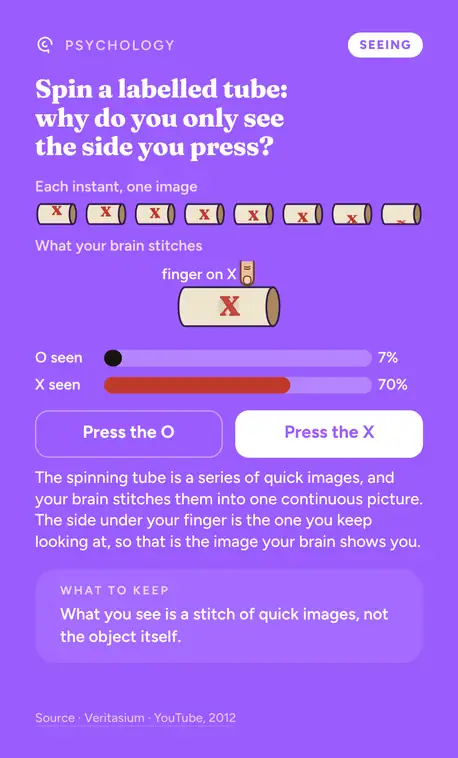 PSYCHOLOGY
SEEING
Spin a labelled tube:
why do you only see
the side you press?
Each instant, one image
X X X X X X X X
What your brain stitches
finger on X
X
O seen 7%
X seen 70%
Press the O
Press the X
The spinning tube is a series of quick images, and
your brain stitches them into one continuous picture.
The side under your finger is the one you keep
looking at, so that is the image your brain shows you.
WHAT TO KEEP
What you see is a stitch of quick images, not
the object itself.
Source · Veritasium · YouTube, 2012